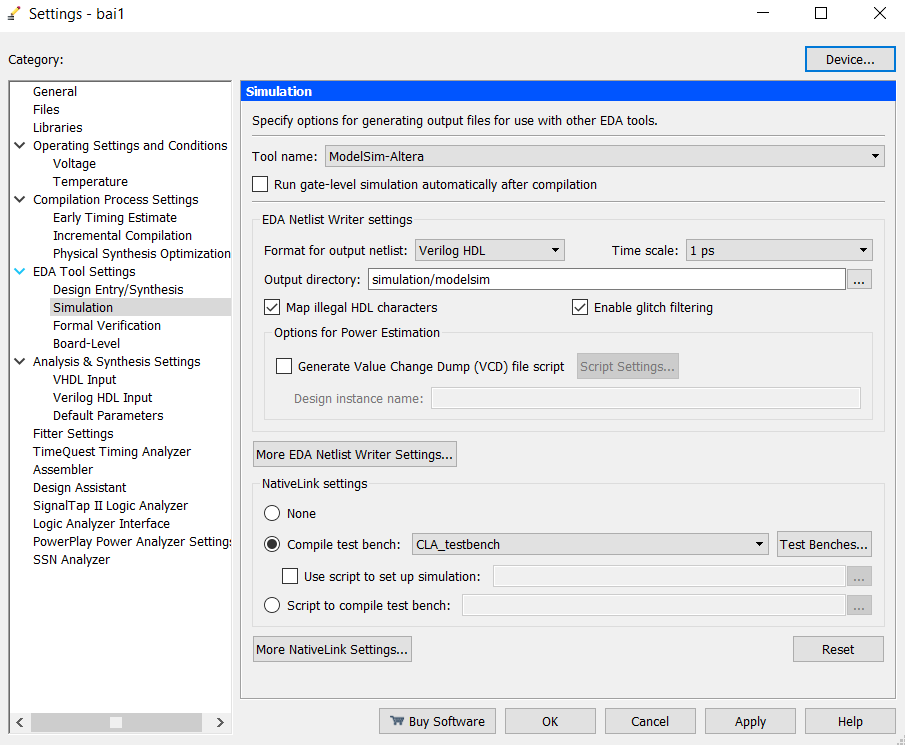 Settings - bai1
Category:
Device...
General
Files
Libraries
Operating Settings and Conditions
Voltage
Temperature
Compilation Process Settings
Early Timing Estimate
Incremental Compilation
Physical Synthesis Optimization
EDA Tool Settings
Design Entry/Synthesis
Simulation
Formal Verification
Board-Level
Analysis & Synthesis Settings
VHDL Input
Verilog HDL Input
Default Parameters
Fitter Settings
TimeQuest Timing Analyzer
Assembler
Design Assistant
SignalTap II Logic Analyzer
Logic Analyzer Interface
PowerPlay Power Analyzer Settings
SSN Analyzer
Simulation
Specify options for generating output files for use with other EDA tools.
Tool name: ModelSim-Altera
Run gate-level simulation automatically after compilation
EDA Netlist Writer settings
Format for output netlist: Verilog HDL Time scale: 1 ps
Output directory: simulation/modelsim ...
Map illegal HDL characters Enable glitch filtering
Options for Power Estimation
Generate Value Change Dump (VCD) file script Script Settings...
Design instance name:
More EDA Netlist Writer Settings...
NativeLink settings
None
Compile test bench: CLA_testbench Test Benches...
Use script to set up simulation: ...
Script to compile test bench: ...
More NativeLink Settings... Reset
Buy Software OK Cancel Apply Help